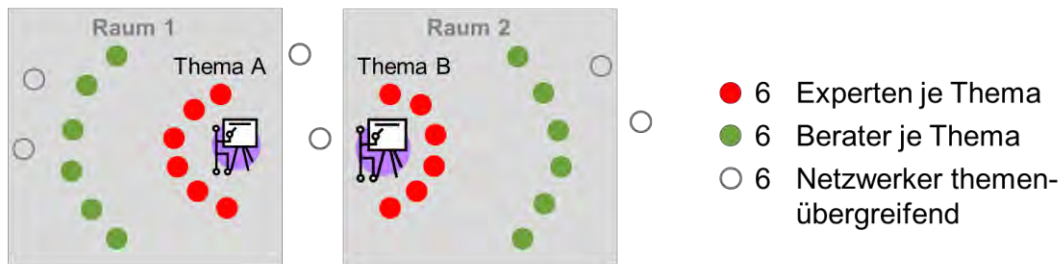 Raum 1
Raum 2
Thema A
Thema B
6 Experten je Thema
6 Berater je Thema
6 Netzwerker themen-
übergreifend